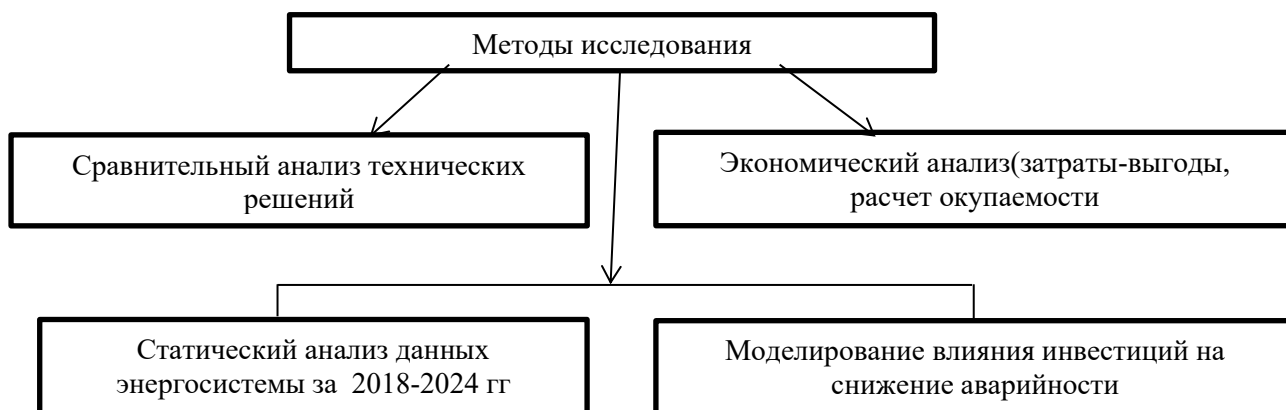 Методы исследования
Сравнительный анализ технических
решений
Экономический анализ(затраты-выгоды,
расчет окупаемости
Статический анализ данных
энергосистемы за 2018-2024 гг
Моделирование влияния инвестиций на
снижение аварийности